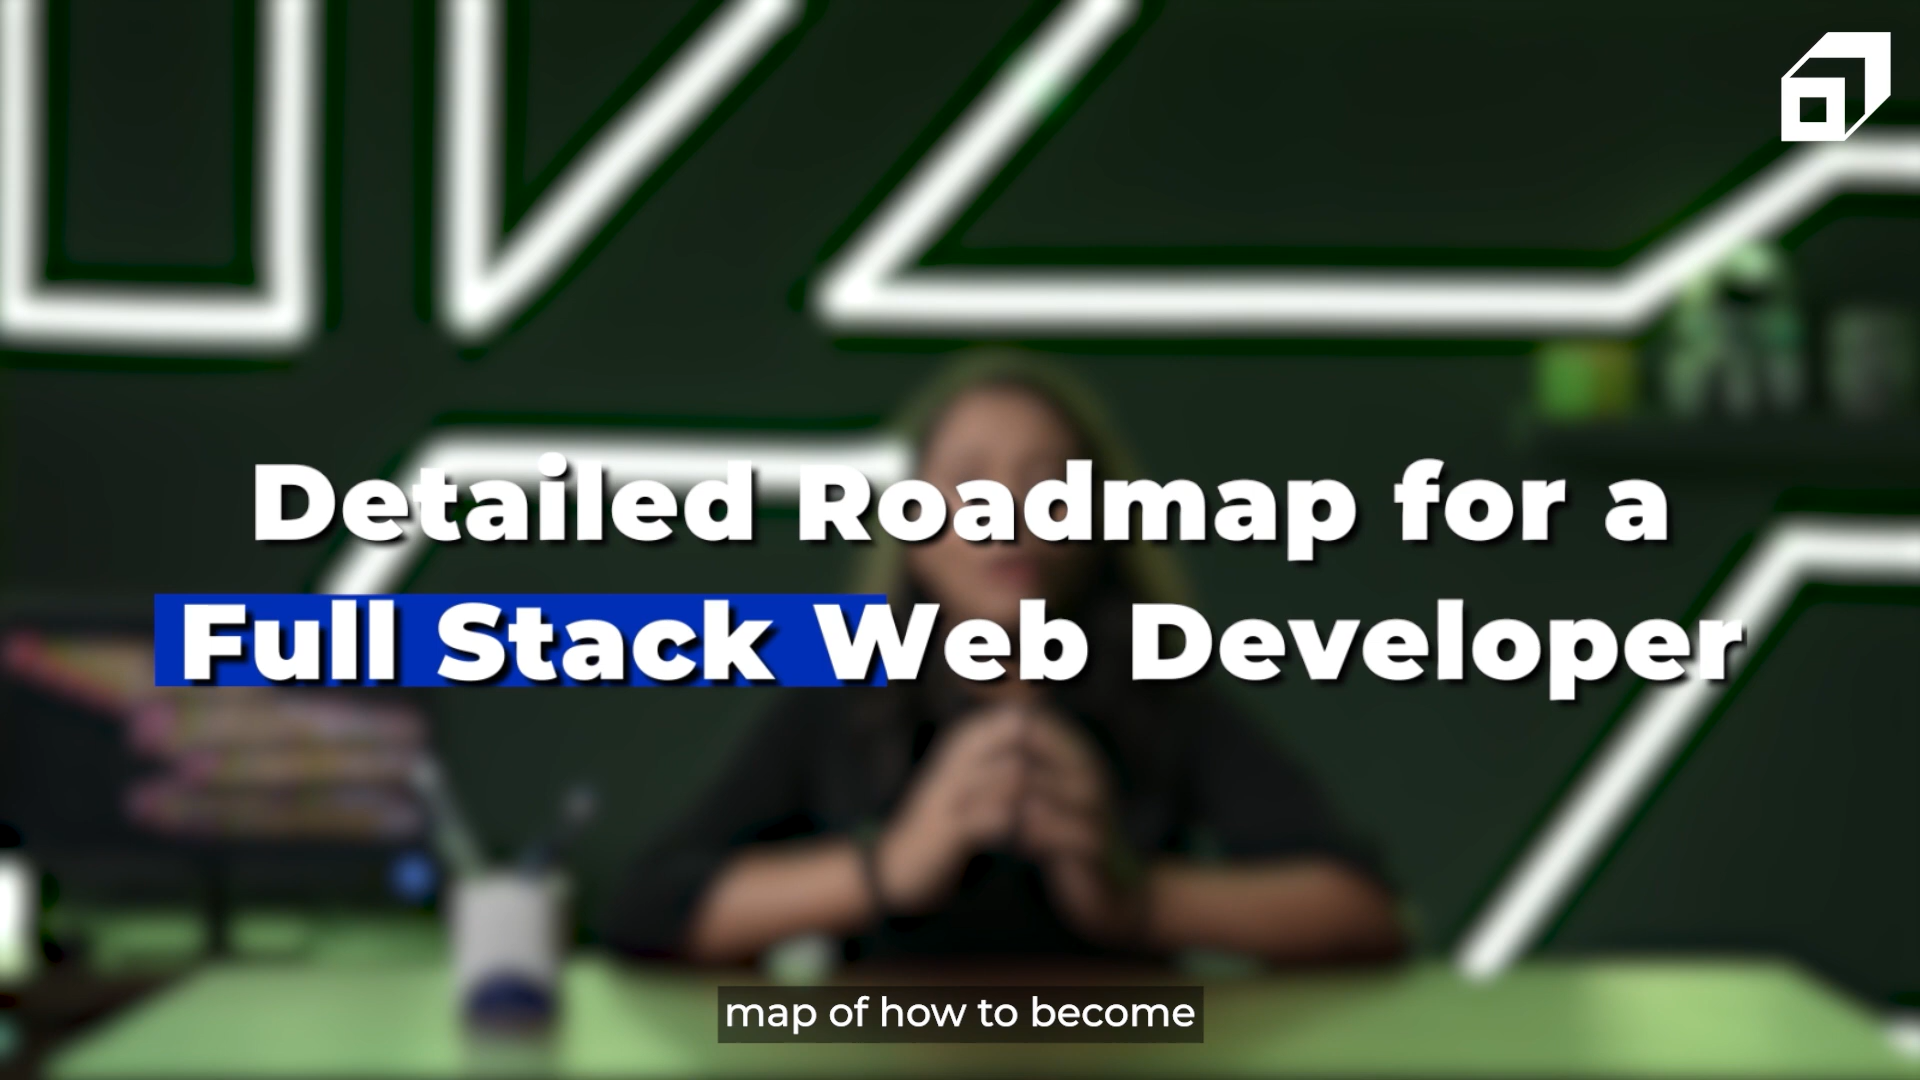 Detailed Roadmap for a
Full Stack Web Developer
map of how to become